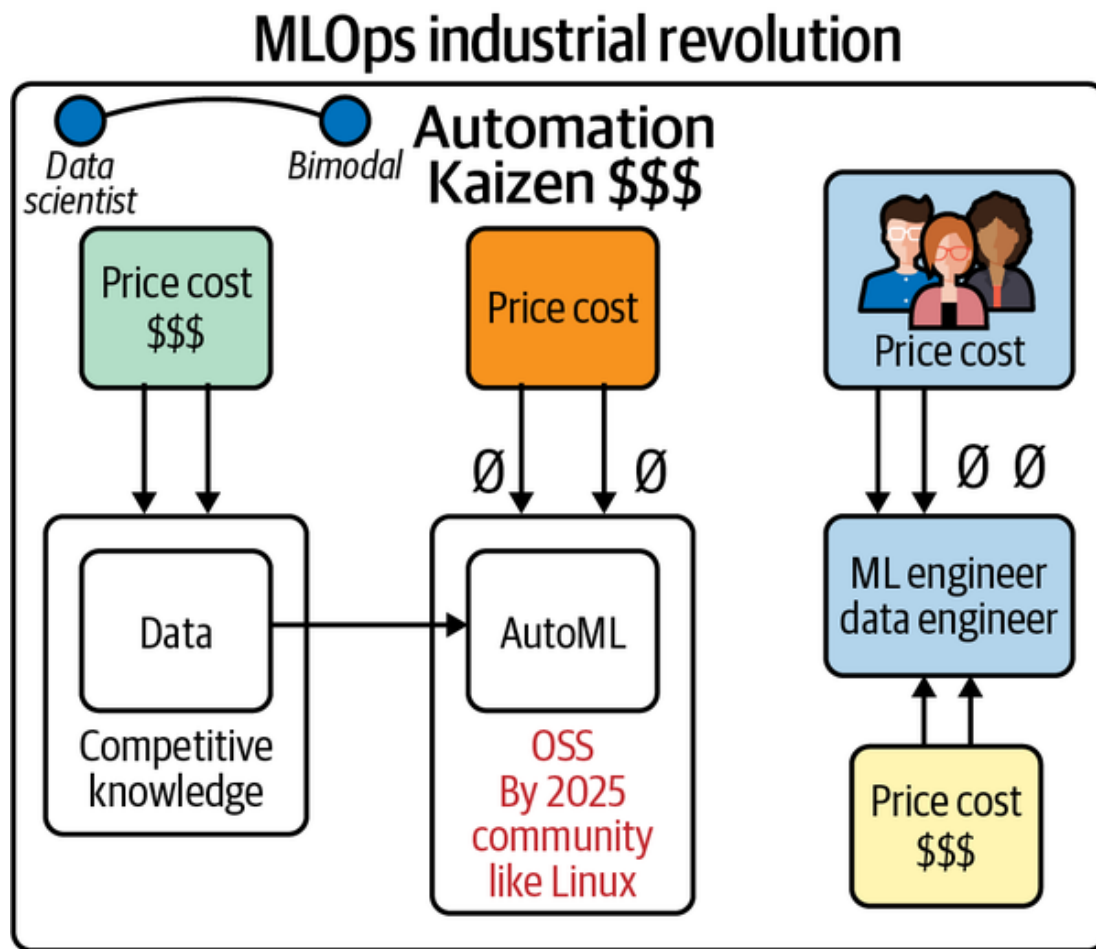 MLOps industrial revolution
Data
scientist
Bimodal
Automation
Kaizen $$$
Price cost
$$$
Price cost
Price cost
Ø
Ø
Ø Ø
Data
Competitive
knowledge
AutoML
OSS
By 2025
community
like Linux
ML engineer
data engineer
Price cost
$$$